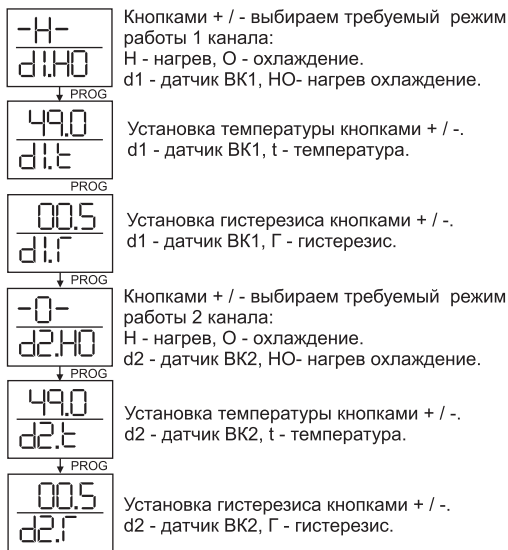 -H-
d1.HO
Кнопками + / - выбираем требуемый режим
работы 1 канала:
Н - нагрев, О - охлаждение.
d1 - датчик ВК1, НО- нагрев охлаждение.
PROG
49.0
d1.t
Установка температуры кнопками + / -.
d1 - датчик ВК1, t - температура.
PROG
00.5
d1.Г
Установка гистерезиса кнопками + / -.
d1 - датчик ВК1, Г - гистерезис.
PROG
-0-
d2.HO
Кнопками + / - выбираем требуемый режим
работы 2 канала:
Н - нагрев, О - охлаждение.
d2 - датчик ВК2, НО- нагрев охлаждение.
PROG
49.0
d2.t
Установка температуры кнопками + / -.
d2 - датчик ВК2, t - температура.
PROG
00.5
d2.Г
Установка гистерезиса кнопками + / -.
d2 - датчик ВК2, Г - гистерезис.